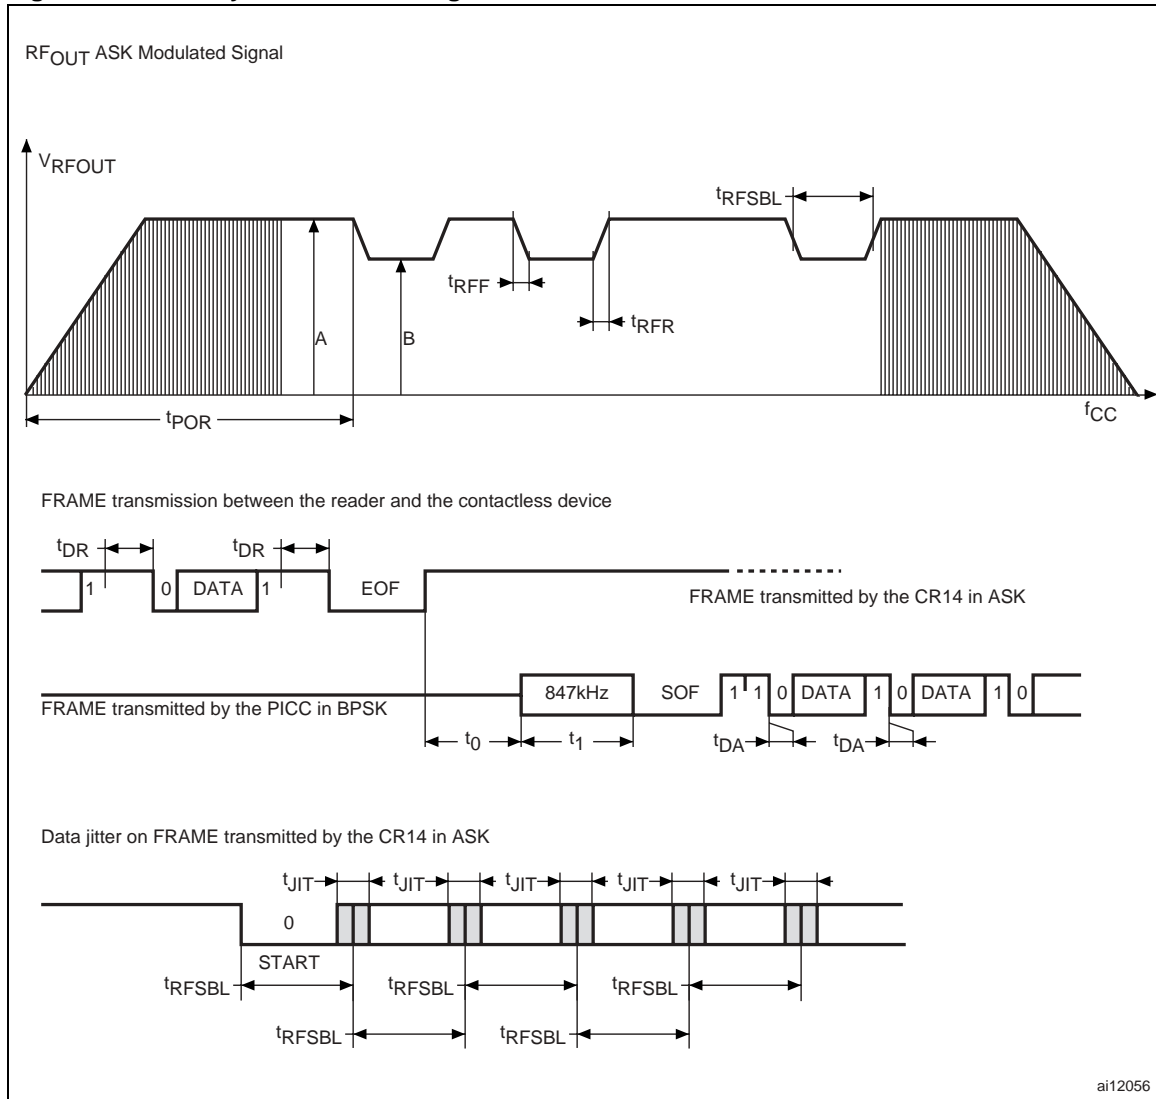 RFOUT ASK Modulated Signal
VRFOUT
tRFSBL
tRFF
tRFR
A
B
tPOR
fCC
FRAME transmission between the reader and the contactless device
tDR
tDR
1
0
DATA
1
EOF
FRAME transmitted by the CR14 in ASK
847kHz
SOF
1
1
0
DATA
1
0
DATA
1
0
FRAME transmitted by the PICC in BPSK
t0
t1
tDA
tDA
Data jitter on FRAME transmitted by the CR14 in ASK
tJIT
tJIT
tJIT
tJIT
tJIT
0
START
tRFSBL
tRFSBL
tRFSBL
tRFSBL
tRFSBL
ai12056